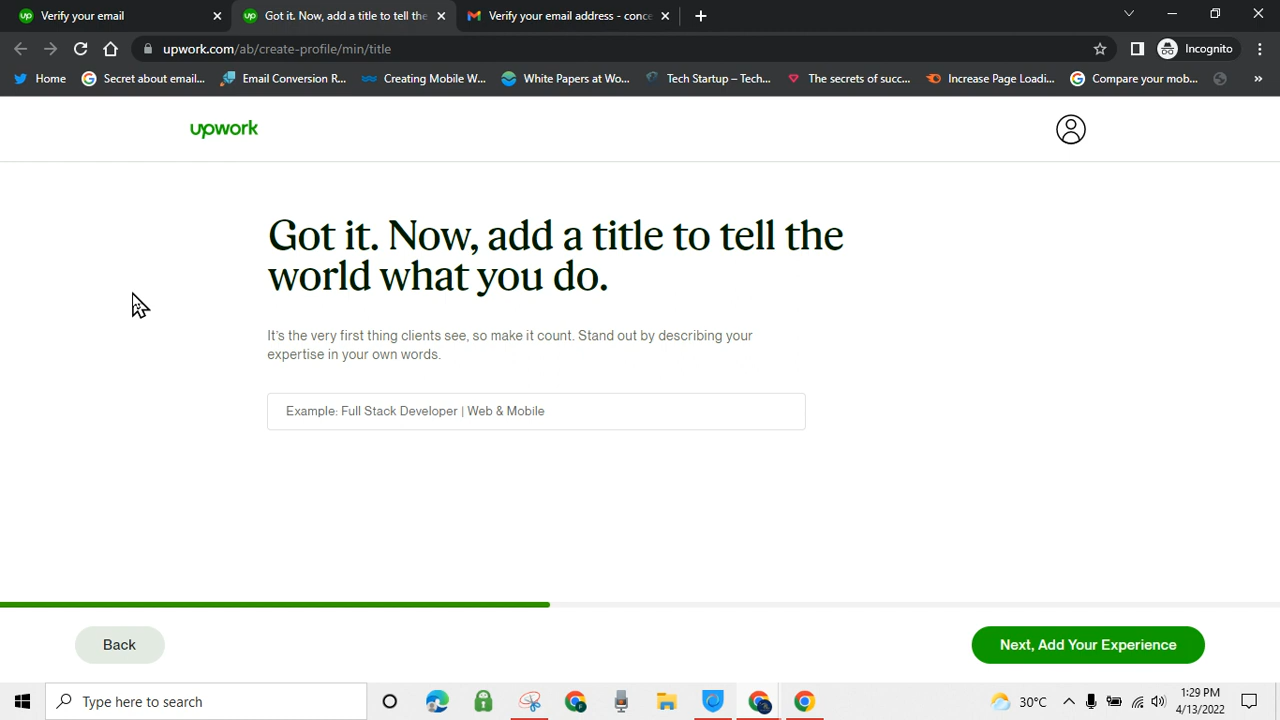 Verify your email
Got it. Now, add a title to tell the
Verify your email address - conce
upwork.com/ab/create-profile/min/title
Incognito
Home
Secret about email...
Email Conversion R...
Creating Mobile W...
White Papers at Wo...
Tech Startup – Tech...
The secrets of succ...
Increase Page Loadi...
Compare your mob...
»
upwork
Got it. Now, add a title to tell the
world what you do.
It's the very first thing clients see, so make it count. Stand out by describing your
expertise in your own words.
Example: Full Stack Developer | Web & Mobile
Back
Next, Add Your Experience
Type here to search
30°C
1:29 PM
4/13/2022